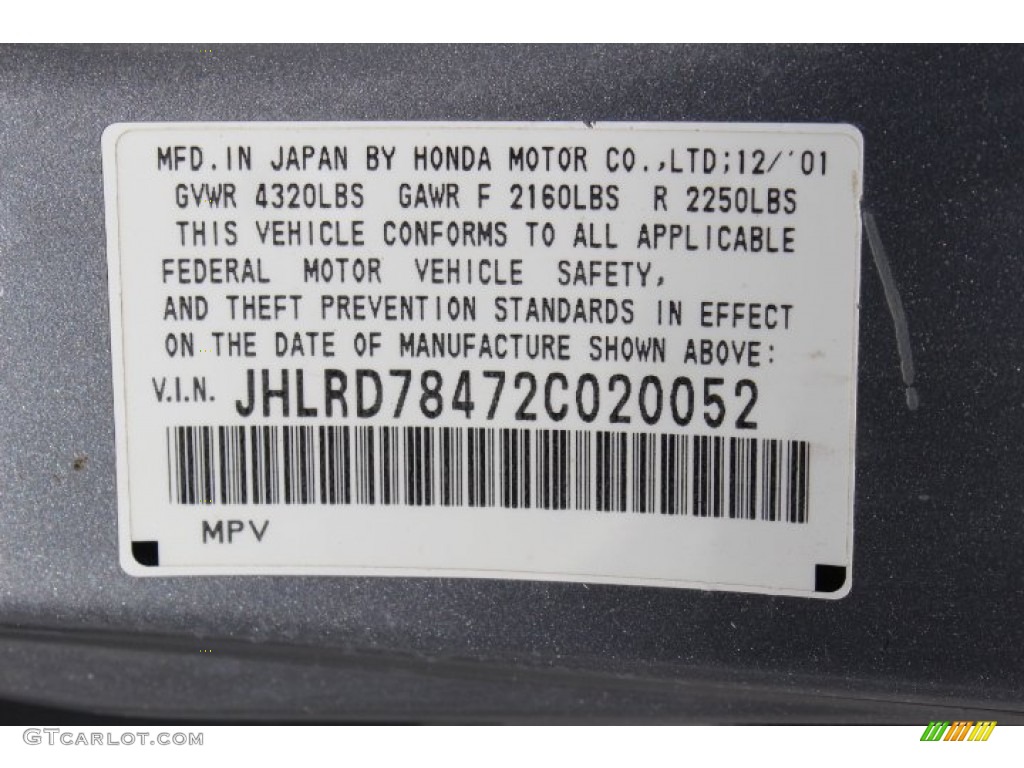 MFD.IN JAPAN BY HONDA MOTOR CO.,LTD;12/'01
GVWR 4320LBS GAWR F 2160LBS R 2250LBS
THIS VEHICLE CONFORMS TO ALL APPLICABLE
FEDERAL MOTOR VEHICLE SAFETY,
AND THEFT PREVENTION STANDARDS IN EFFECT
ON THE DATE OF MANUFACTURE SHOWN ABOVE:
V.I.N. JHLRD78472C020052
MPV
GTCARLOT.COM